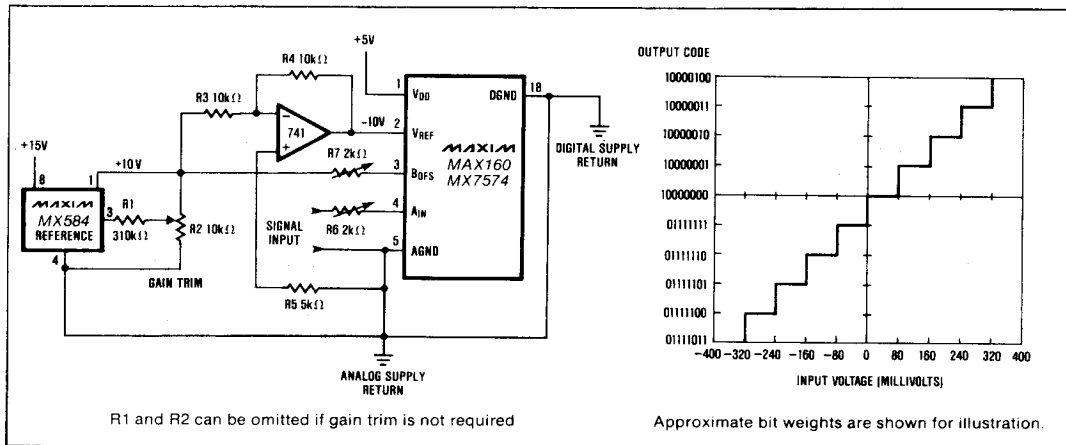 +5V
R4 10kΩ
R3 10kΩ
−
741
+
−10V
1 VDD
DGND 18
2 VREF
3 BOFS
4 AIN
5 AGND
MAXIM
MAX160
MX7574
DIGITAL SUPPLY
RETURN
+15V
8
+10V
1
MAXIM
MX584
REFERENCE
3
4
R1
310kΩ
R2 10kΩ
GAIN TRIM
R7 2kΩ
SIGNAL
INPUT
R6 2kΩ
R5 5kΩ
ANALOG SUPPLY
RETURN
R1 and R2 can be omitted if gain trim is not required
OUTPUT CODE
10000100
10000011
10000010
10000001
10000000
01111111
01111110
01111101
01111100
01111011
−400 −320 −240 −160 −80 0 80 160 240 320 400
INPUT VOLTAGE (MILLIVOLTS)
Approximate bit weights are shown for illustration.